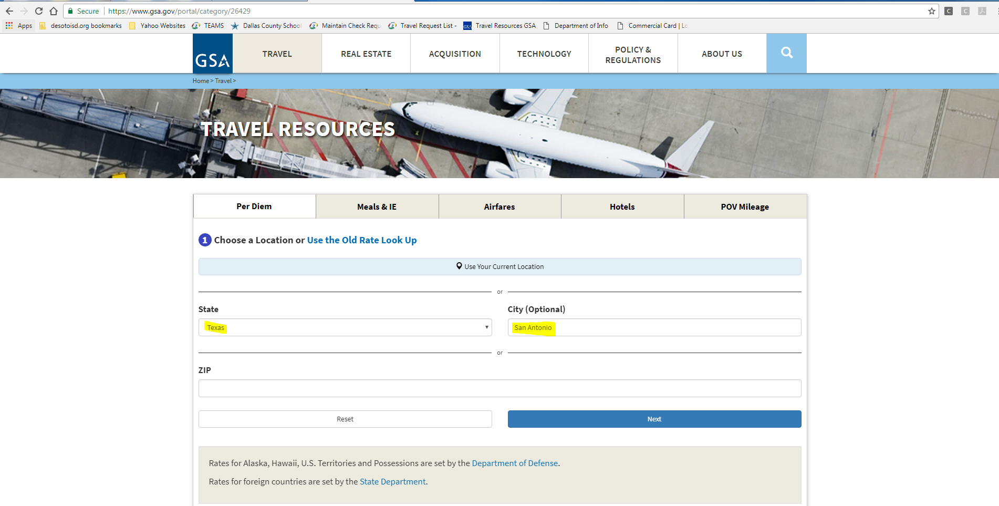 Secure https://www.gsa.gov/portal/category/26429
Apps desotoisd.org bookmarks Yahoo Websites TEAMS Dallas County School Maintain Check Requ Travel Request List - GSA Travel Resources GSA Department of Info Commercial Card | Lo
GSA TRAVEL REAL ESTATE ACQUISITION TECHNOLOGY POLICY & REGULATIONS ABOUT US
Home > Travel >
TRAVEL RESOURCES
Per Diem Meals & IE Airfares Hotels POV Mileage
1 Choose a Location or Use the Old Rate Look Up
Use Your Current Location
or
State City (Optional)
Texas San Antonio
or
ZIP
Reset Next
Rates for Alaska, Hawaii, U.S. Territories and Possessions are set by the Department of Defense.
Rates for foreign countries are set by the State Department.